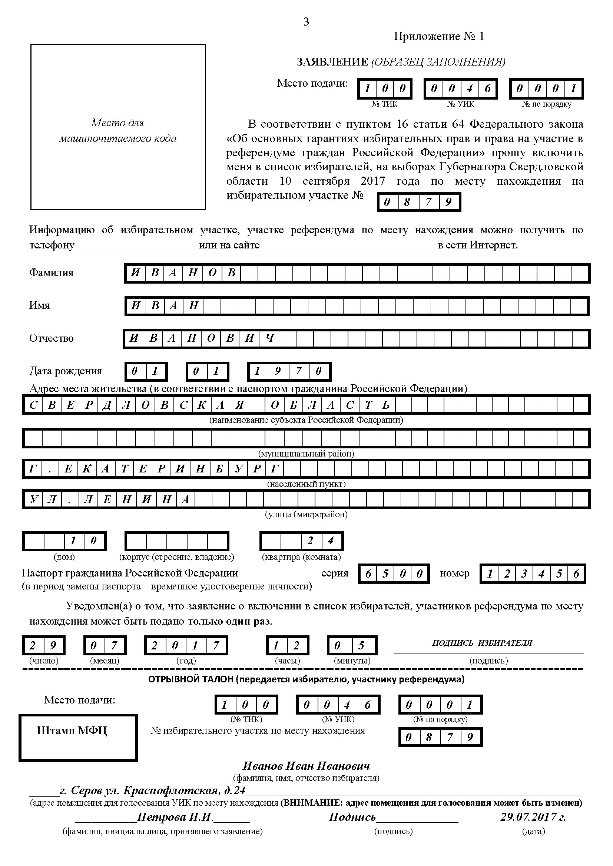 3
Приложение № 1
ЗАЯВЛЕНИЕ (ОБРАЗЕЦ ЗАПОЛНЕНИЯ)
Место подачи: 1 0 0 0 0 4 6 0 0 0 1
№ ТИК № УИК № по порядку
Место для
машиночитаемого кода
В соответствии с пунктом 16 статьи 64 Федерального закона
«Об основных гарантиях избирательных прав и права на участие в
референдуме граждан Российской Федерации» прошу включить
меня в список избирателей, на выборах Губернатора Свердловской
области 10 сентября 2017 года по месту нахождения на
избирательном участке № 0 8 7 9
Информацию об избирательном участке, участке референдума по месту нахождения можно получить по
телефону или на сайте в сети Интернет.
Фамилия И В А Н О В
Имя И В А Н
Отчество И В А Н О В И Ч
Дата рождения 0 1 0 1 1 9 7 0
Адрес места жительства (в соответствии с паспортом гражданина Российской Федерации)
С В Е Р Д Л О В С К А Я О Б Л А С Т Ь
(наименование субъекта Российской Федерации)
(муниципальный район)
Г . Е К А Т Е Р И Н Б У Р Г
(населенный пункт)
У Л . Л Е Н И Н А
(улица (микрорайон)
1 0 2 4
(дом) (корпус (строение, владение) (квартира (комната)
Паспорт гражданина Российской Федерации серия 6 5 0 0 номер 1 2 3 4 5 6
(в период замены паспорта – временное удостоверение личности)
Уведомлен(а) о том, что заявление о включении в список избирателей, участников референдума по месту
нахождения может быть подано только один раз.
2 9 0 7 2 0 1 7 1 2 0 5 ПОДПИСЬ ИЗБИРАТЕЛЯ
(число) (месяц) (год) (часы) (минуты) (подпись)
ОТРЫВНОЙ ТАЛОН (передается избирателю, участнику референдума)
Место подачи: 1 0 0 0 0 4 6 0 0 0 1
(№ ТИК) (№ УИК) (№ по порядку)
Штамп МФЦ
№ избирательного участка по месту нахождения 0 8 7 9
Иванов Иван Иванович
(фамилия, имя, отчество избирателя)
г. Серов ул. Краснофлотская, д.24
(адрес помещения для голосования УИК по месту нахождения (ВНИМАНИЕ: адрес помещения для голосования может быть изменен)
Петрова И.И. Подпись 29.07.2017 г.
(фамилия, инициалы лица, принявшего заявление) (подпись) (дата)